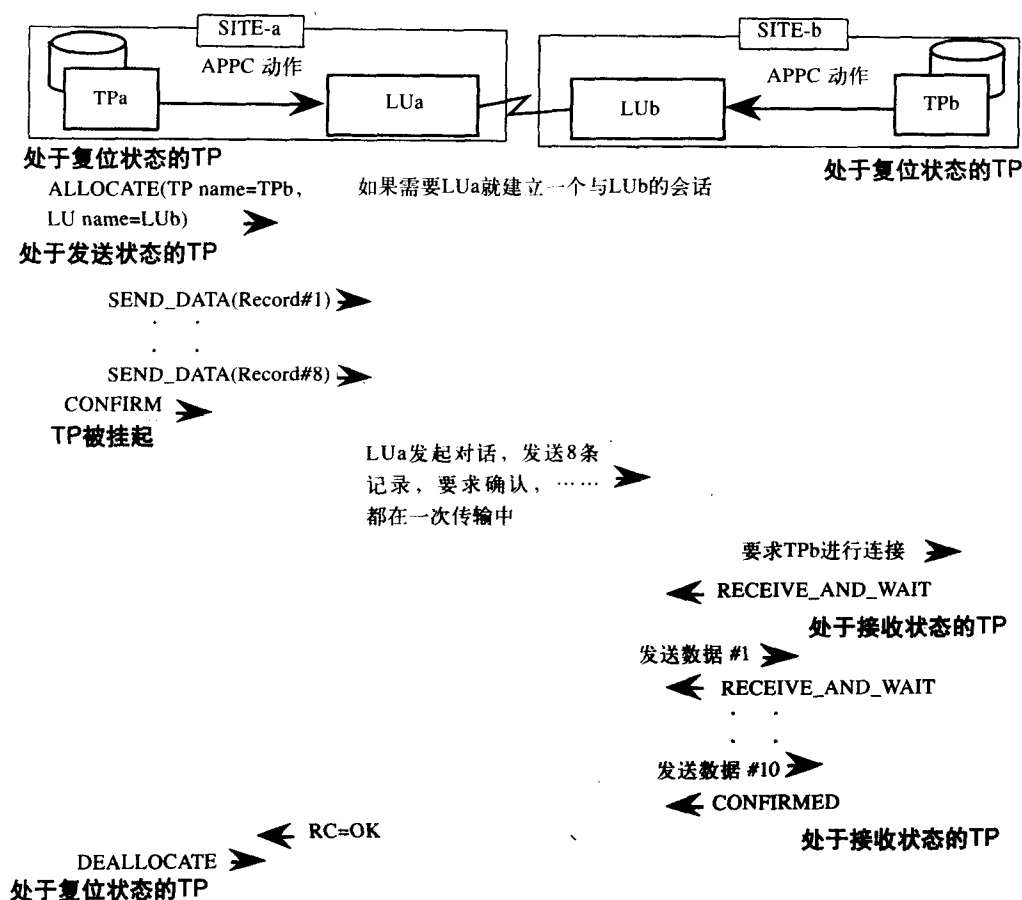 SITE-a
SITE-b
APPC 动作
APPC 动作
TPa
LUa
LUb
TPb
处于复位状态的TP
处于复位状态的TP
ALLOCATE(TP name=TPb,
如果需要LUa就建立一个与LUb的会话
LU name=LUb)
处于发送状态的TP
SEND_DATA(Record#1)
SEND_DATA(Record#8)
CONFIRM
TP被挂起
LUa发起对话，发送8条
记录，要求确认，……
都在一次传输中
要求TPb进行连接
RECEIVE_AND_WAIT
处于接收状态的TP
发送数据 #1
RECEIVE_AND_WAIT
发送数据 #10
CONFIRMED
RC=OK
处于接收状态的TP
DEALLOCATE
处于复位状态的TP